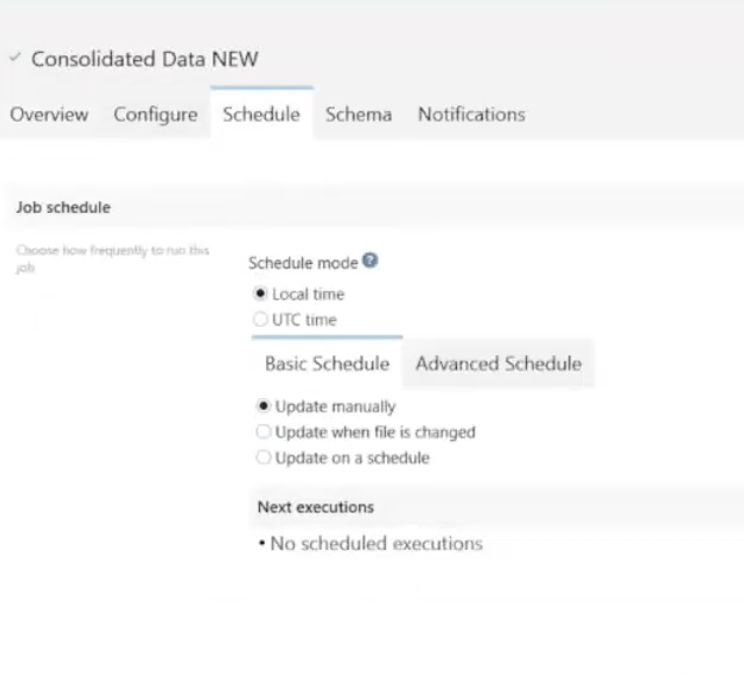 Consolidated Data NEW
Overview Configure Schedule Schema Notifications
Job schedule
Choose how frequently to run this
job
Schedule mode ?
Local time
UTC time
Basic Schedule Advanced Schedule
Update manually
Update when file is changed
Update on a schedule
Next executions
• No scheduled executions